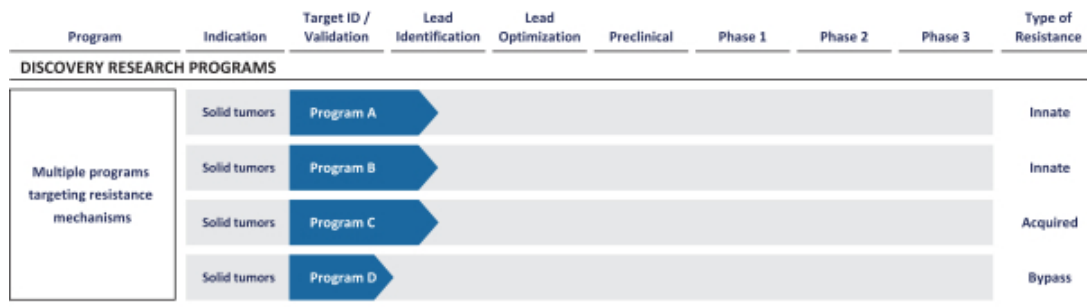 Program
Indication
Target ID /
Validation
Lead
Identification
Lead
Optimization
Preclinical
Phase 1
Phase 2
Phase 3
Type of
Resistance
DISCOVERY RESEARCH PROGRAMS
Multiple programs
targeting resistance
mechanisms
Solid tumors
Program A
Innate
Solid tumors
Program B
Innate
Solid tumors
Program C
Acquired
Solid tumors
Program D
Bypass